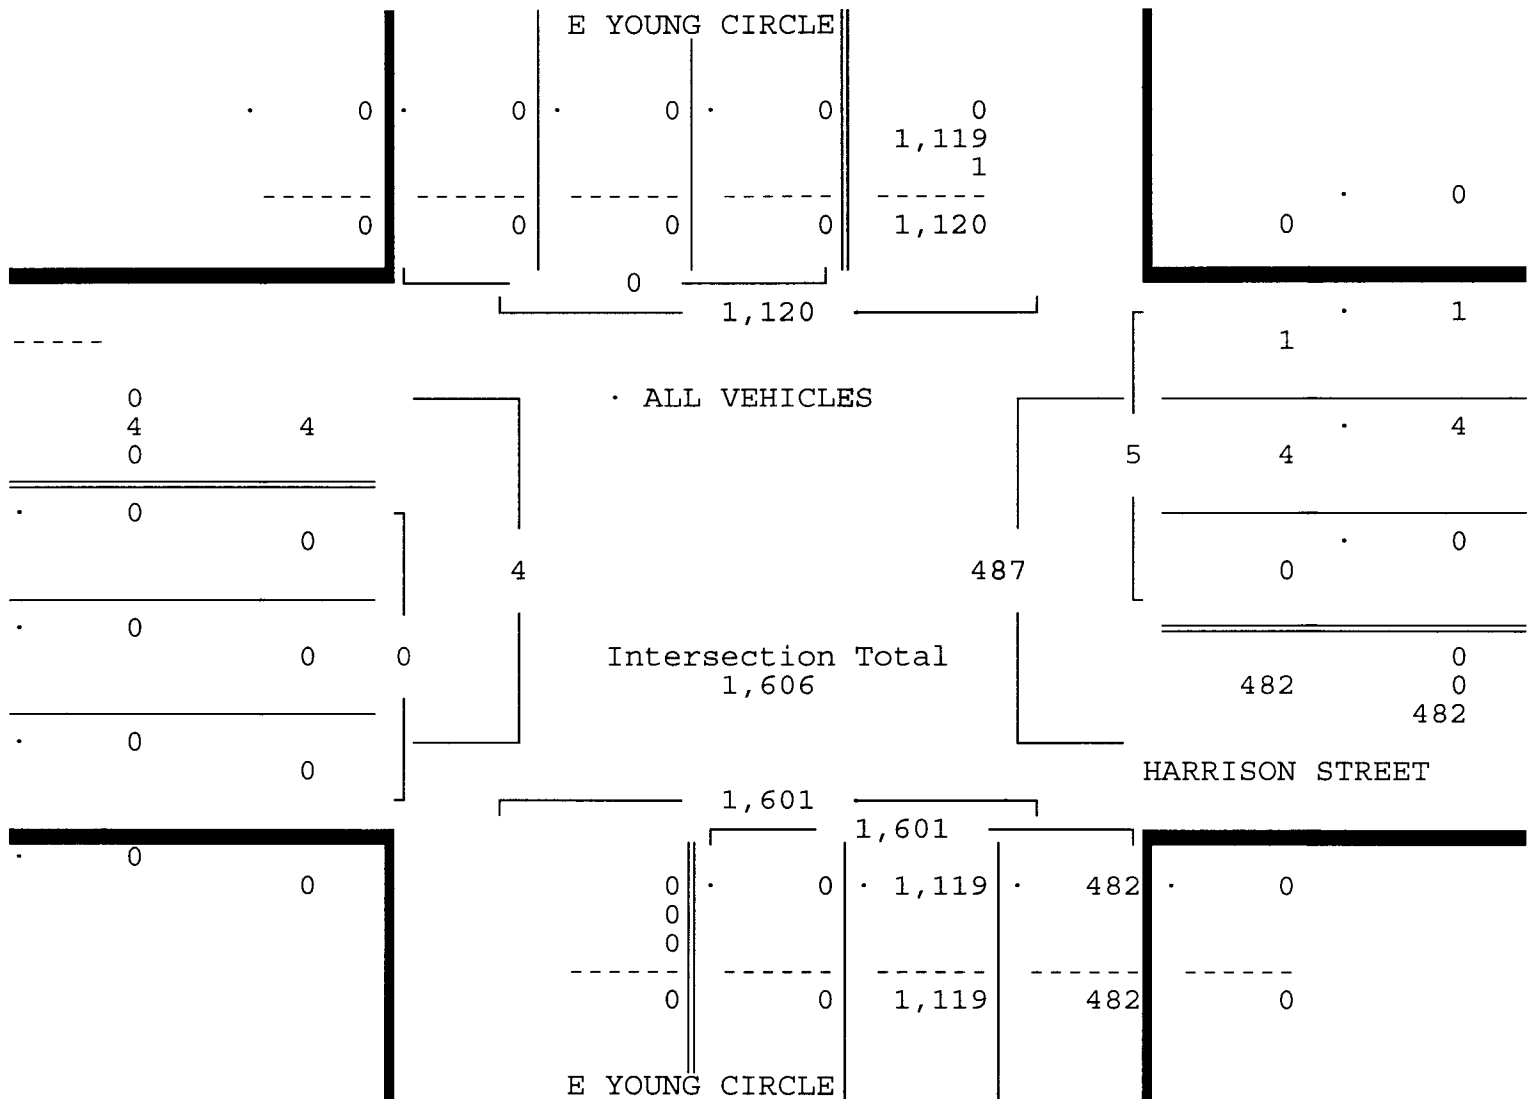 E YOUNG CIRCLE
· 0 · 0 · 0 · 0 0
1,119
1
------ ------ ------ ------ ------ · 0
0 0 0 0 1,120 0
0
1,120 · 1
----- 1
0 · ALL VEHICLES
4 4 · 4
0 5 4
· 0
0 · 0
4 487 0
· 0
0 0 Intersection Total 0
1,606 482 0
482
· 0
0 HARRISON STREET
1,601
1,601
· 0
0 0 · 0 · 1,119 · 482 · 0
0
0
------ ------ ------ ------ ------
0 0 1,119 482 0
E YOUNG CIRCLE